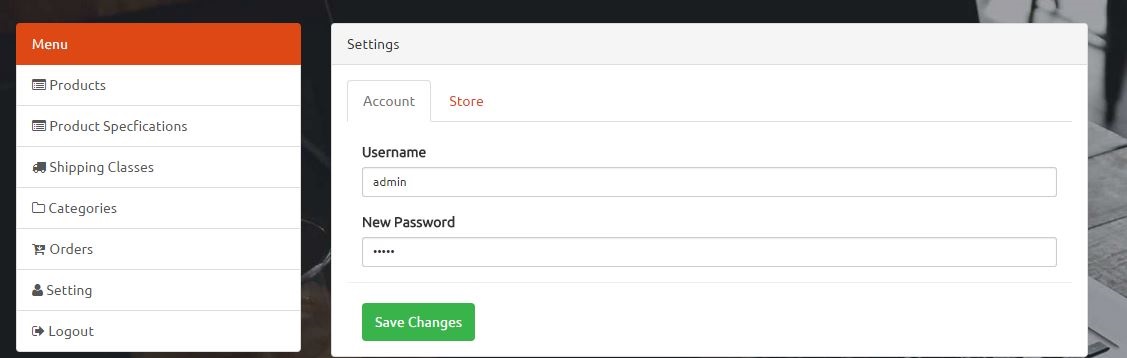 Menu
Products
Product Specfications
Shipping Classes
Categories
Orders
Setting
Logout
Settings
Account Store
Username
admin
New Password
•••••
Save Changes